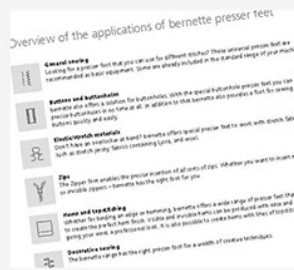 Overview of the applications of bernette presser feet
General sewing
Looking for a presser foot that you can use for different stitches? These universal presser feet are
recommended as basic equipment. Some are already included in the standard range of your mach
Buttons and buttonholes
bernette also offers a solution for buttonholes. With the special buttonhole presser feet you can
precise buttonholes in no time at all. In addition to that bernette also provides a foot for sewing
buttons quickly and easily.
Elastic/stretch materials
Don't have an overlocker at hand? bernette offers special presser feet to work with stretch fabr
such as stretch jersey, fabrics containing Lycra, and wool.
Zips
The Zipper foot enables the precise insertion of all sorts of zips. Whether you want to insert n
or invisible zippers – bernette has the right foot for you.
Hems and topstitching
Whether for binding an edge or hemming, bernette offers a wide range of presser feet tha
to create the perfect hem finish. Visible and invisible hems can be produced with ease and
giving your work a professional look. It is also possible to create hems with lines of topstit
Decorative sewing
The bernette range has the right presser foot for a wealth of creative techniques.